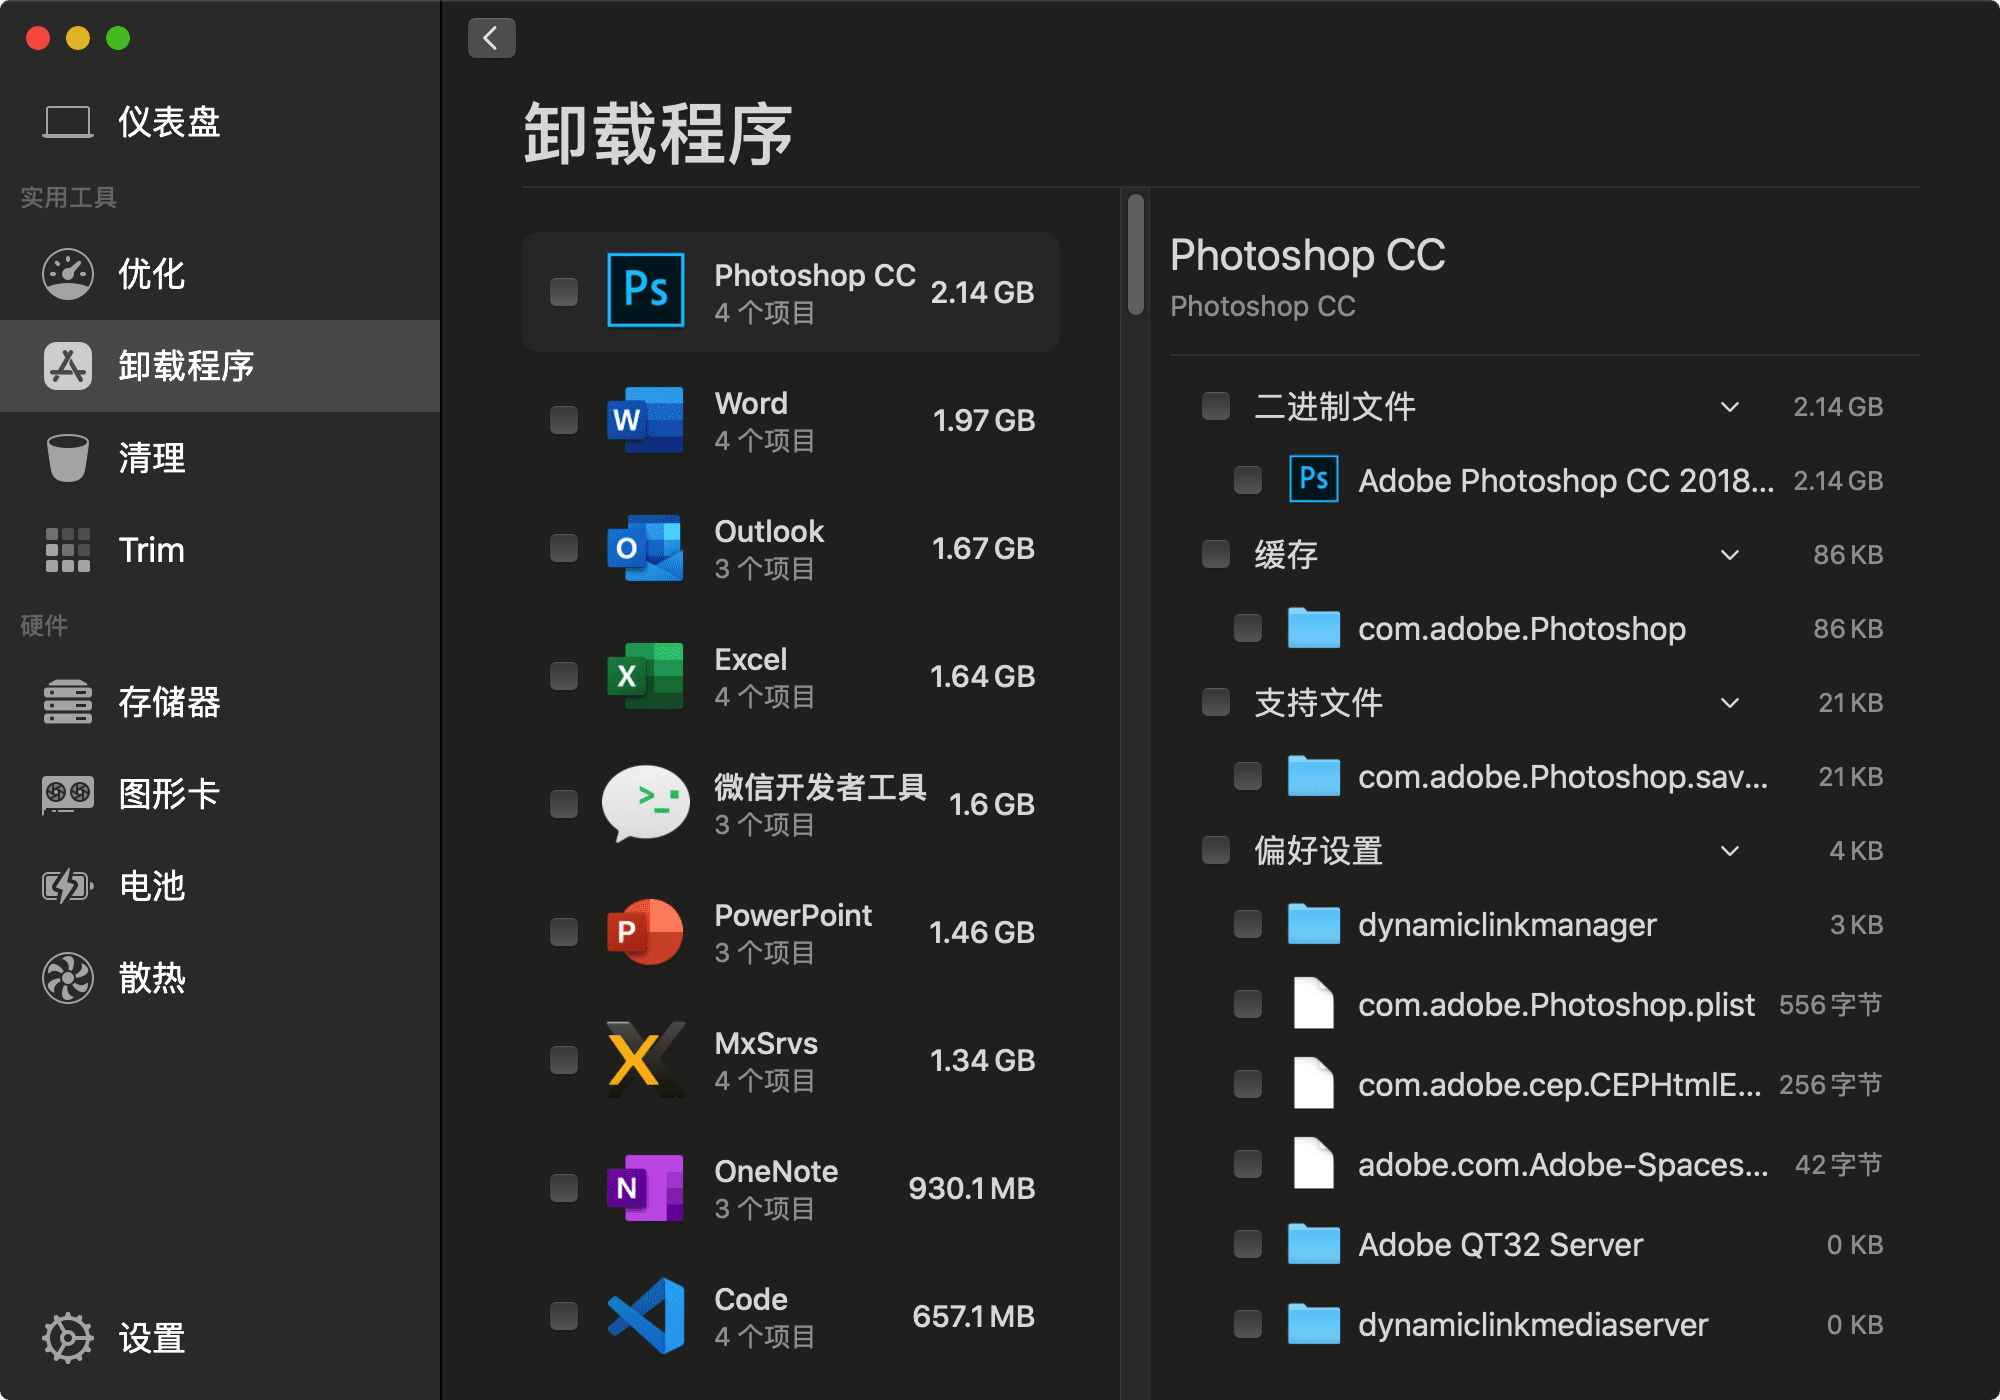 仪表盘
实用工具
优化
卸载程序
清理
Trim
硬件
存储器
图形卡
电池
散热
设置
卸载程序
Ps
Photoshop CC
4 个项目
2.14 GB
W
Word
4 个项目
1.97 GB
O
Outlook
3 个项目
1.67 GB
X
Excel
4 个项目
1.64 GB
>_
微信开发者工具
3 个项目
1.6 GB
P
PowerPoint
3 个项目
1.46 GB
X
MxSrvs
4 个项目
1.34 GB
N
OneNote
3 个项目
930.1 MB
Code
4 个项目
657.1 MB
Photoshop CC
Photoshop CC
二进制文件 2.14 GB
Ps Adobe Photoshop CC 2018... 2.14 GB
缓存 86 KB
com.adobe.Photoshop 86 KB
支持文件 21 KB
com.adobe.Photoshop.sav... 21 KB
偏好设置 4 KB
dynamiclinkmanager 3 KB
com.adobe.Photoshop.plist 556 字节
com.adobe.cep.CEPHtmlE... 256 字节
adobe.com.Adobe-Spaces... 42 字节
Adobe QT32 Server 0 KB
dynamiclinkmediaserver 0 KB